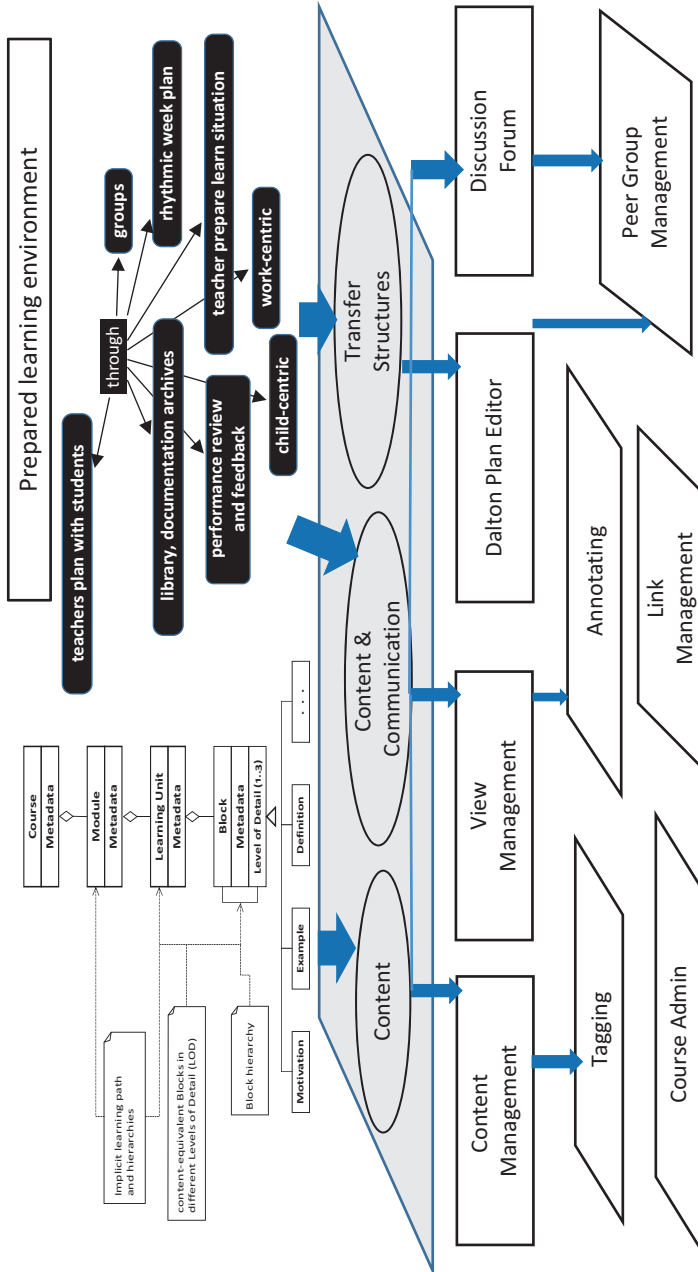 Course
Metadata
Module
Metadata
Learning Unit
Metadata
Block
Metadata
Level of Detail (1..3)
Implicit learning path
and hierarchies
content-equivalent Blocks in
different Levels of Detail (LOD)
Block hierarchy
Motivation
Example
Definition
. . .
Prepared learning environment
teachers plan with students
through
groups
rhythmic week plan
library, documentation archives
teacher prepare learn situation
performance review
and feedback
work-centric
child-centric
Content
Content &
Communication
Transfer
Structures
Content
Management
View
Management
Dalton Plan Editor
Discussion
Forum
Tagging
Annotating
Peer Group
Management
Course Admin
Link
Management